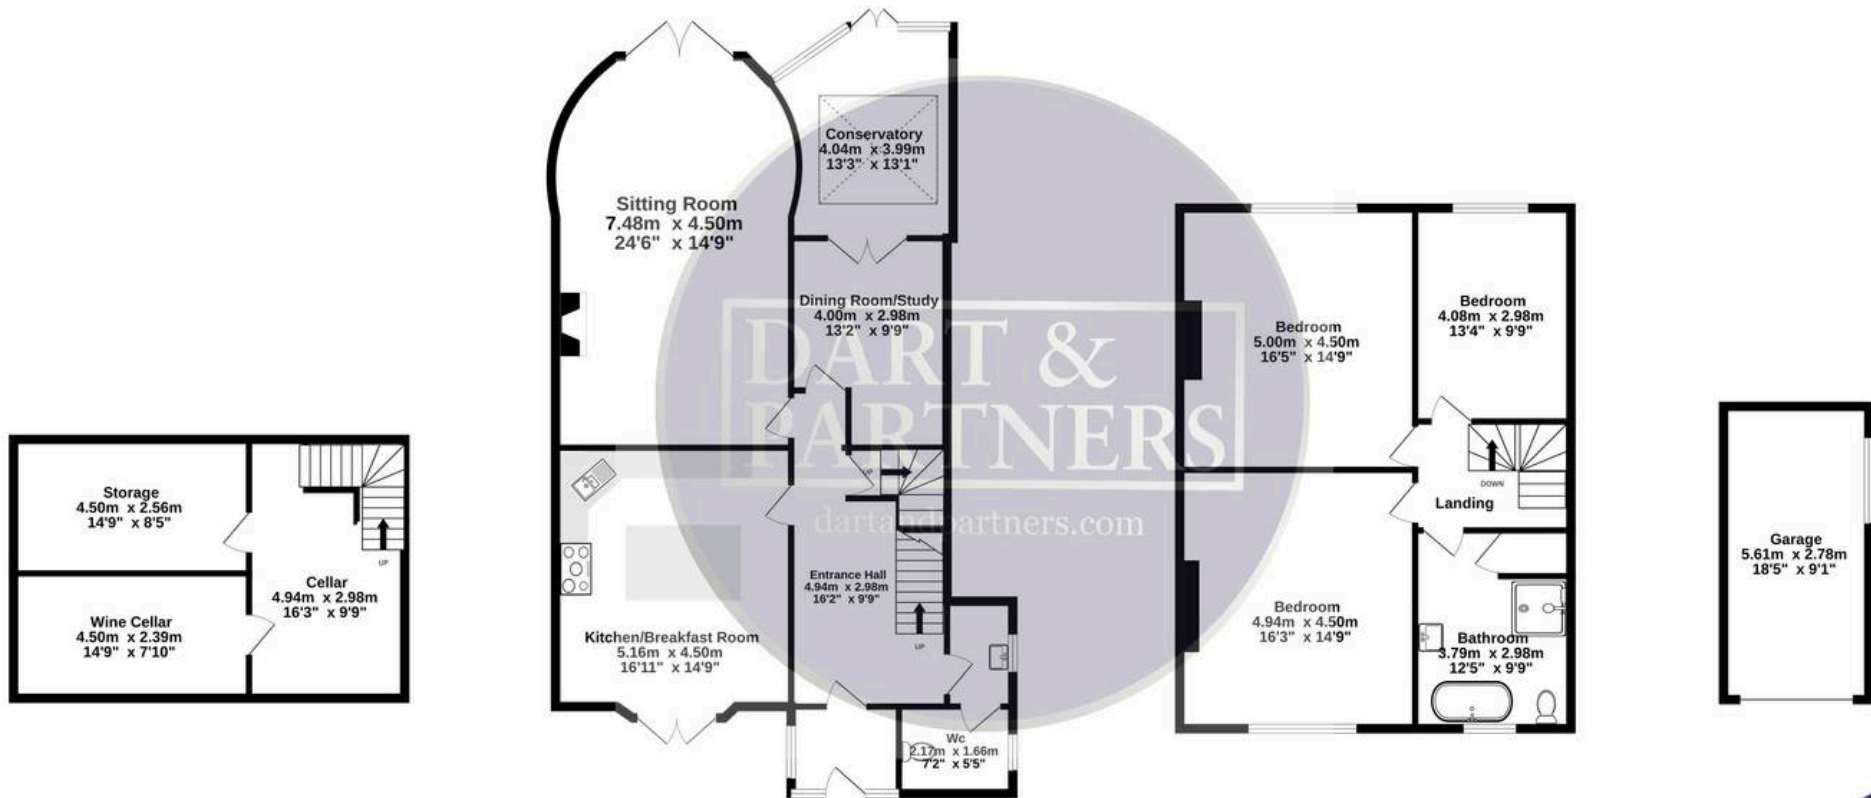 Storage
4.50m x 2.56m
14'9" x 8'5"
Wine Cellar
4.50m x 2.39m
14'9" x 7'10"
Cellar
4.94m x 2.98m
16'3" x 9'9"
UP
Sitting Room
7.48m x 4.50m
24'6" x 14'9"
Conservatory
4.04m x 3.99m
13'3" x 13'1"
Dining Room/Study
4.00m x 2.98m
13'2" x 9'9"
DART &
PARTNERS
dartandpartners.com
UP
Entrance Hall
4.94m x 2.98m
16'2" x 9'9"
UP
Kitchen/Breakfast Room
5.16m x 4.50m
16'11" x 14'9"
Wc
2.17m x 1.66m
7'2" x 5'5"
Bedroom
5.00m x 4.50m
16'5" x 14'9"
Bedroom
4.08m x 2.98m
13'4" x 9'9"
DOWN
Landing
Bedroom
4.94m x 4.50m
16'3" x 14'9"
Bathroom
3.79m x 2.98m
12'5" x 9'9"
Garage
5.61m x 2.78m
18'5" x 9'1"